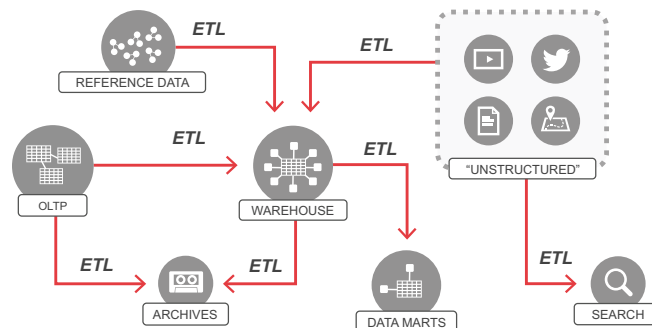 ETL
ETL
REFERENCE DATA
ETL
ETL
"UNSTRUCTURED"
OLTP
WAREHOUSE
ETL
ETL
ETL
ARCHIVES
DATA MARTS
SEARCH